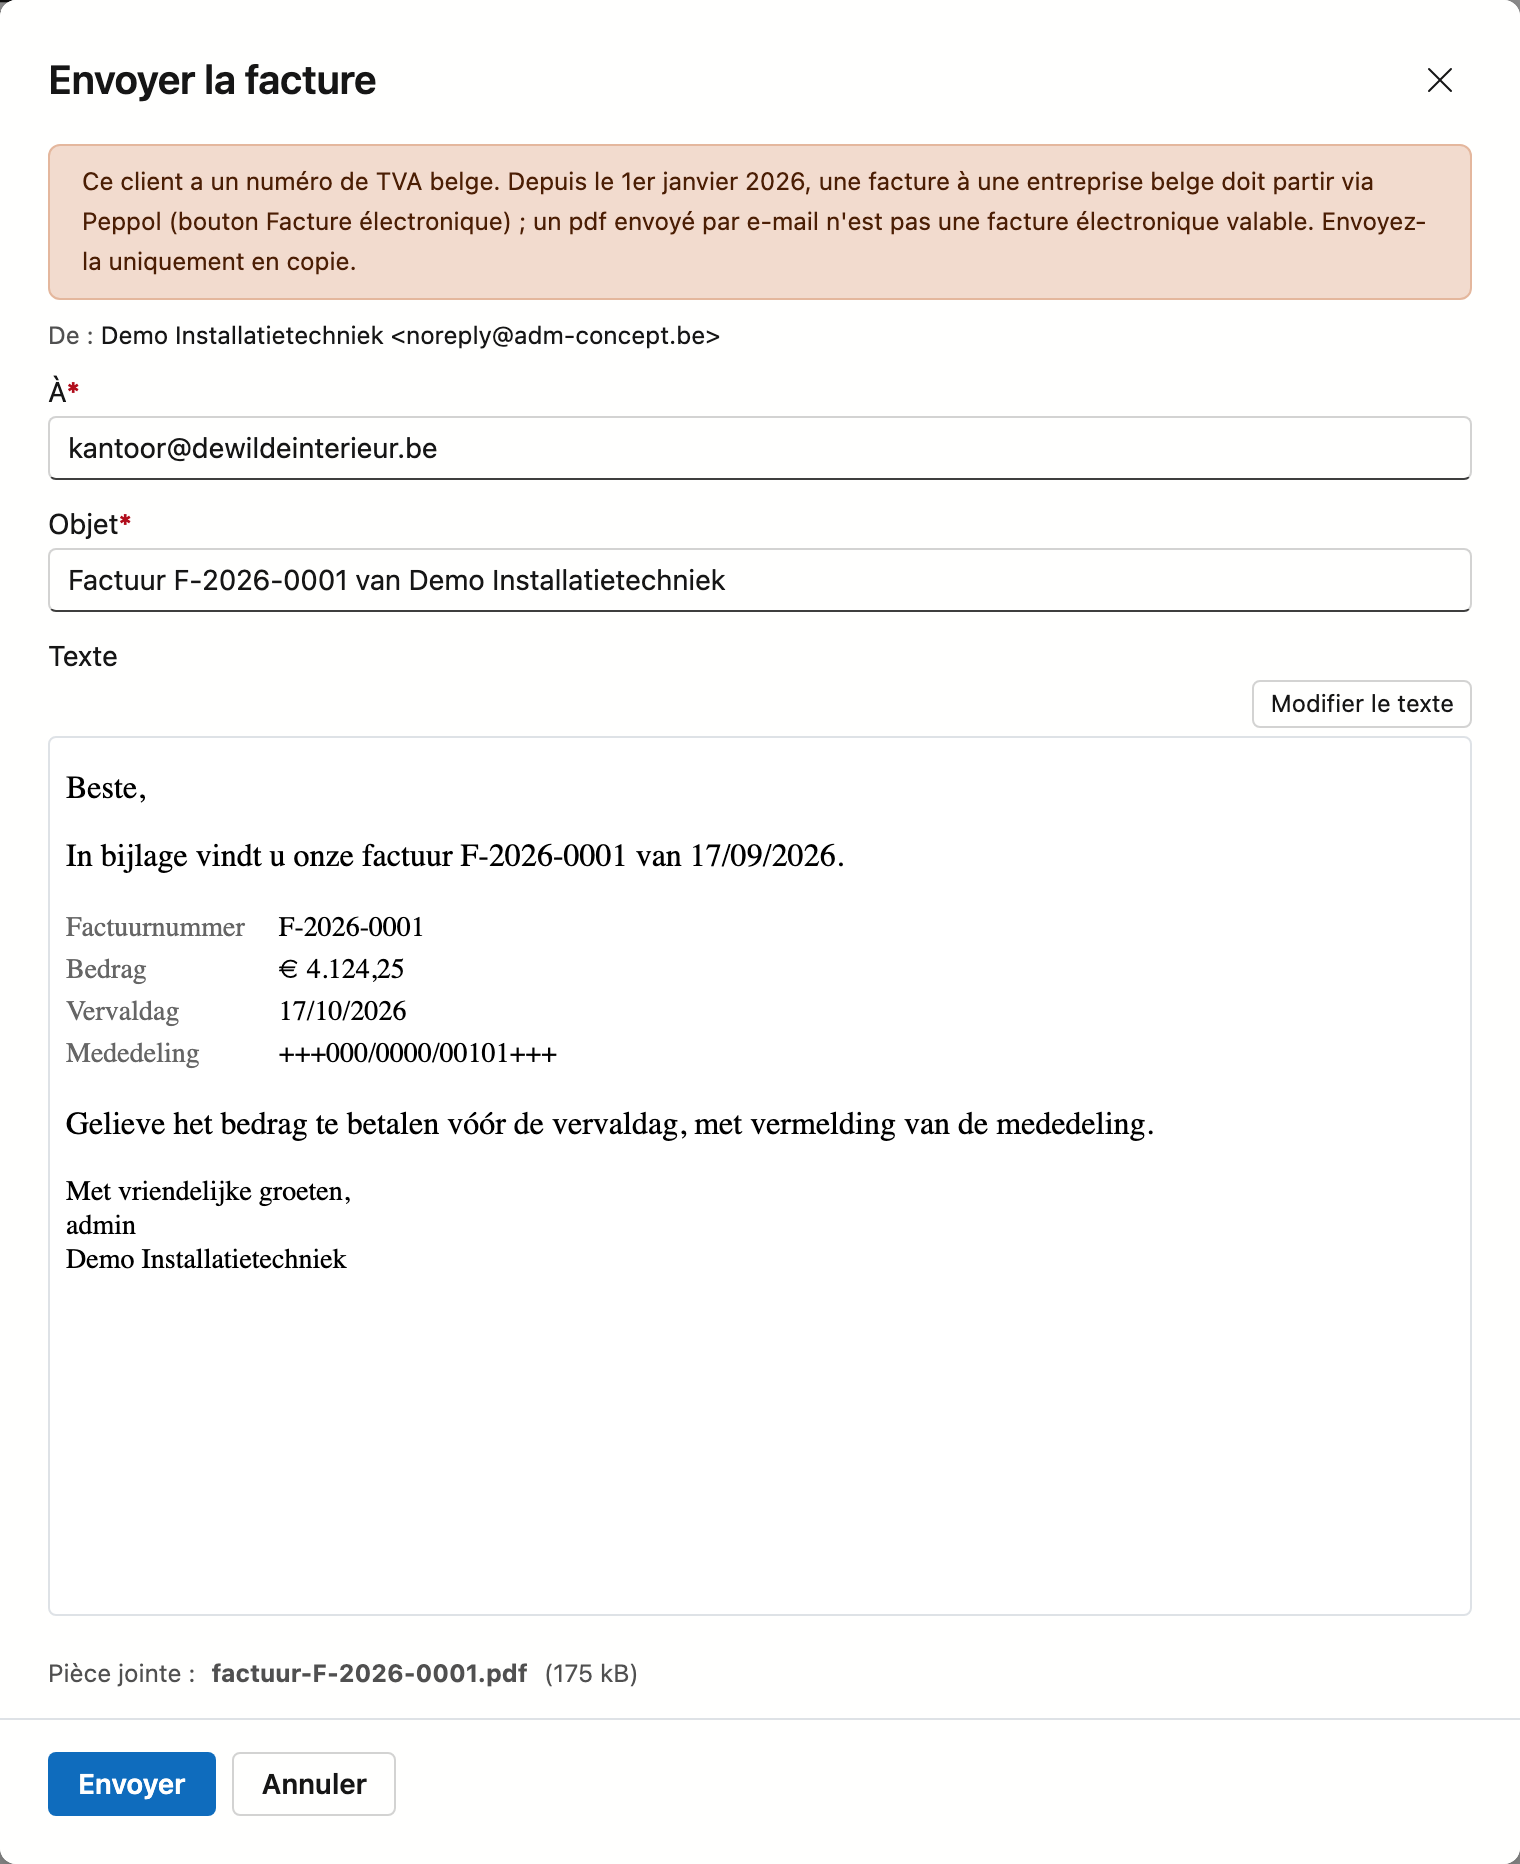 Envoyer la facture
Ce client a un numéro de TVA belge. Depuis le 1er janvier 2026, une facture à une entreprise belge doit partir via
Peppol (bouton Facture électronique) ; un pdf envoyé par e-mail n'est pas une facture électronique valable. Envoyez-
la uniquement en copie.
De : Demo Installatietechniek <noreply@adm-concept.be>
À*
kantoor@dewildeinterieur.be
Objet*
Factuur F-2026-0001 van Demo Installatietechniek
Texte
Modifier le texte
Beste,
In bijlage vindt u onze factuur F-2026-0001 van 17/09/2026.
Factuurnummer F-2026-0001
Bedrag € 4.124,25
Vervaldag 17/10/2026
Mededeling +++000/0000/00101+++
Gelieve het bedrag te betalen vóór de vervaldag, met vermelding van de mededeling.
Met vriendelijke groeten,
admin
Demo Installatietechniek
Pièce jointe : factuur-F-2026-0001.pdf (175 kB)
Envoyer Annuler